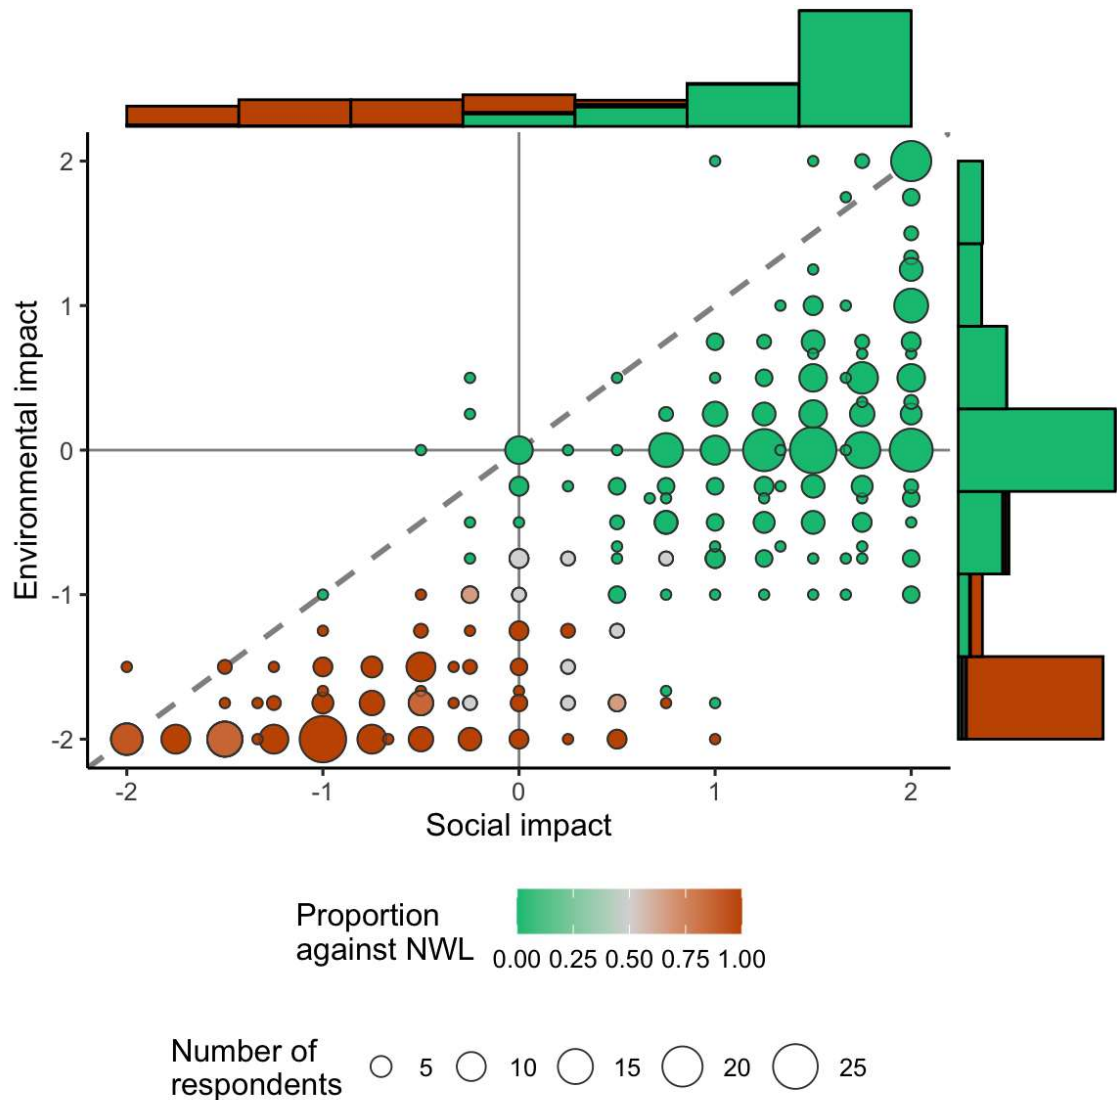 2
1
0
-1
-2
Environmental impact
-2 -1 0 1 2
Social impact
Proportion
against NWL
0.00 0.25 0.50 0.75 1.00
Number of
respondents
5 10 15 20 25